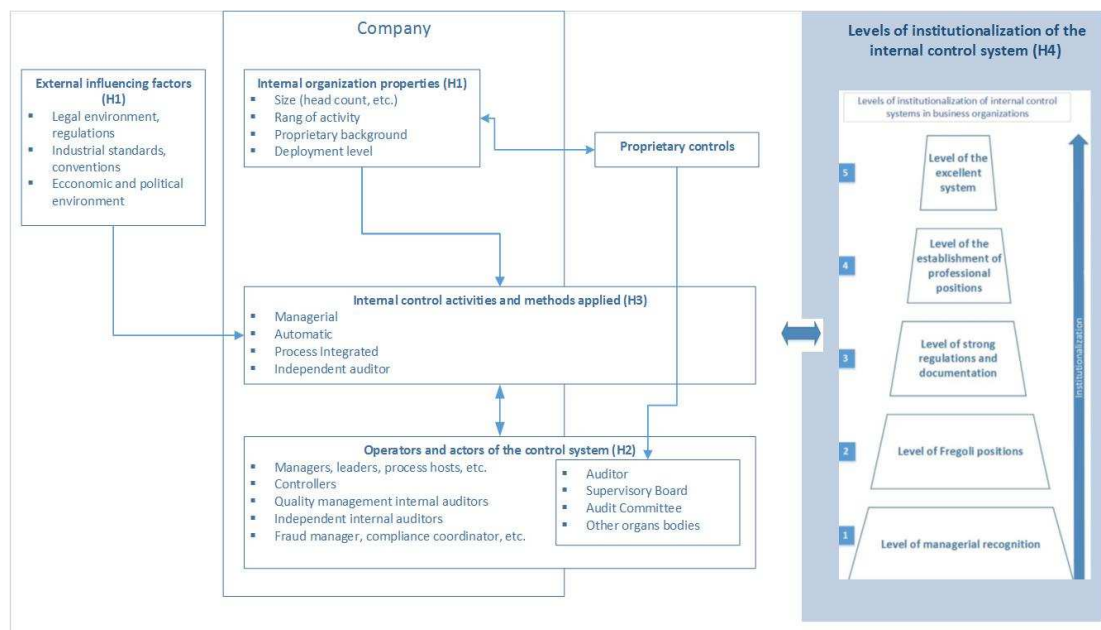 Company
External influencing factors
(H1)
▪ Legal environment,
regulations
▪ Industrial standards,
conventions
▪ Ecconomic and political
environment
Internal organization properties (H1)
▪ Size (head count, etc.)
▪ Rang of activity
▪ Proprietary background
▪ Deployment level
Proprietary controls
Internal control activities and methods applied (H3)
▪ Managerial
▪ Automatic
▪ Process integrated
▪ Independent auditor
Operators and actors of the control system (H2)
▪ Managers, leaders, process hosts, etc.
▪ Controllers
▪ Quality management internal auditors
▪ Independent internal auditors
▪ Fraud manager, compliance coordinator, etc.
▪ Auditor
▪ Supervisory Board
▪ Audit Committee
▪ Other organs bodies
Levels of institutionalization of the
internal control system (H4)
Levels of institutionalization of internal control
systems in business organizations
5
Level of the
excellent
system
4
Level of the
establishment of
professional
positions
3
Level of strong
regulations and
documentation
2
Level of Fregoli positions
1
Level of managerial recognition
Institutionalization